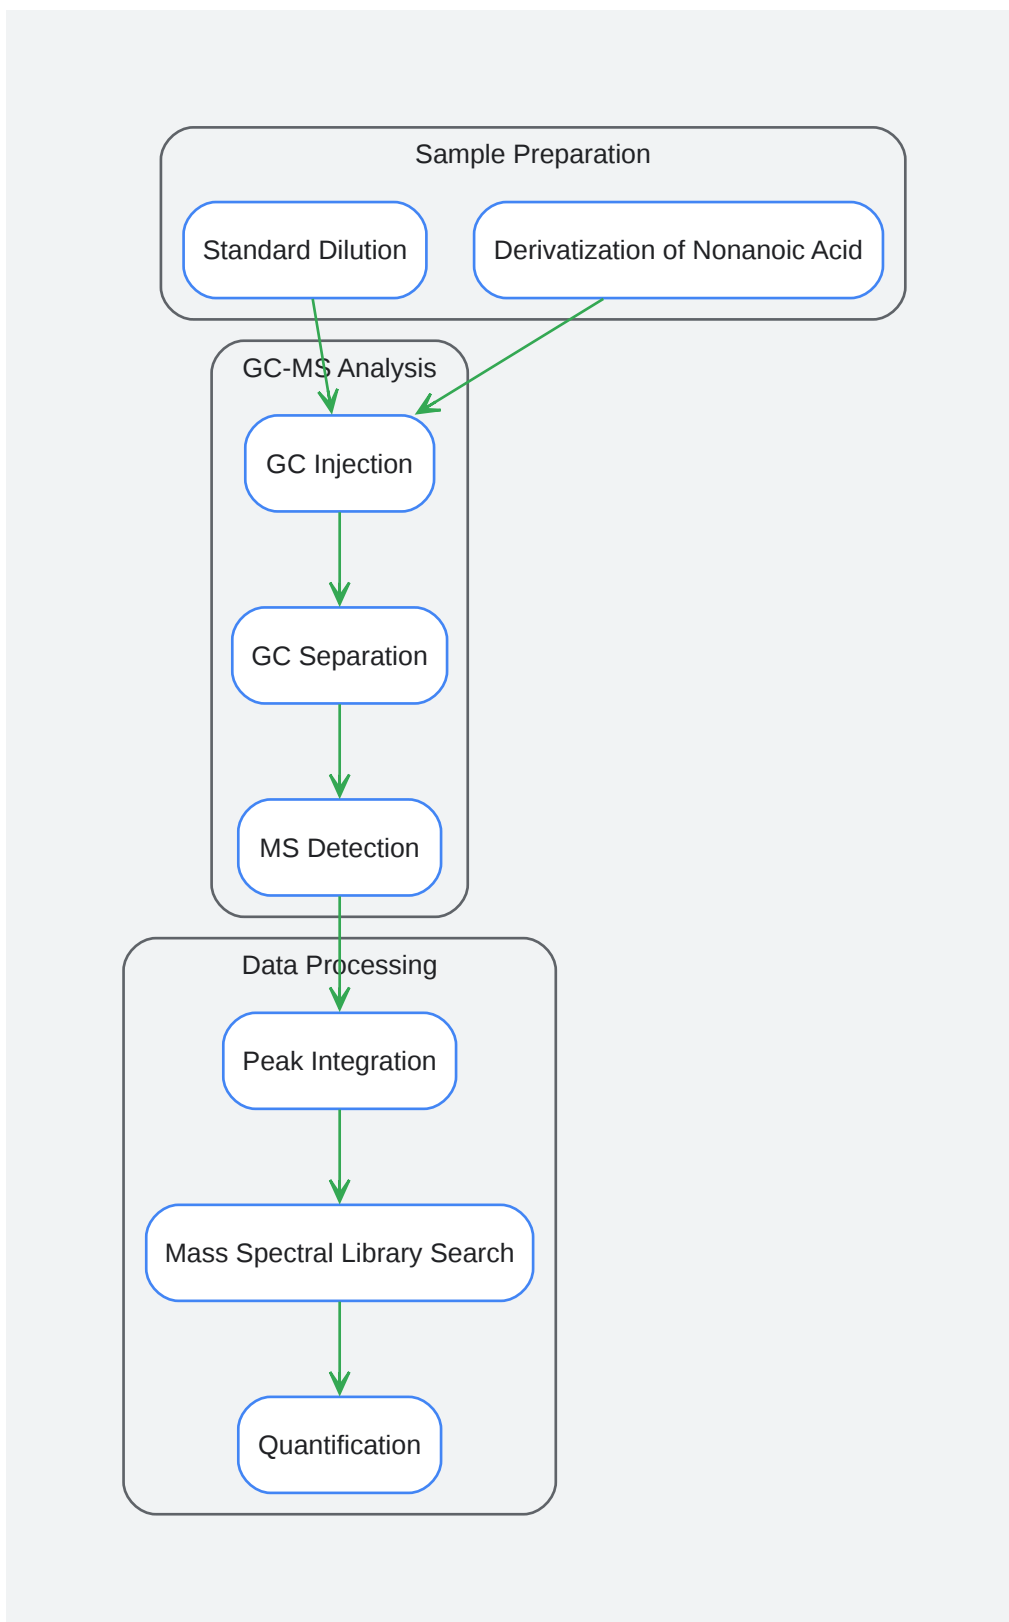 Sample Preparation
Standard Dilution
Derivatization of Nonanoic Acid
GC-MS Analysis
GC Injection
GC Separation
MS Detection
Data Processing
Peak Integration
Mass Spectral Library Search
Quantification